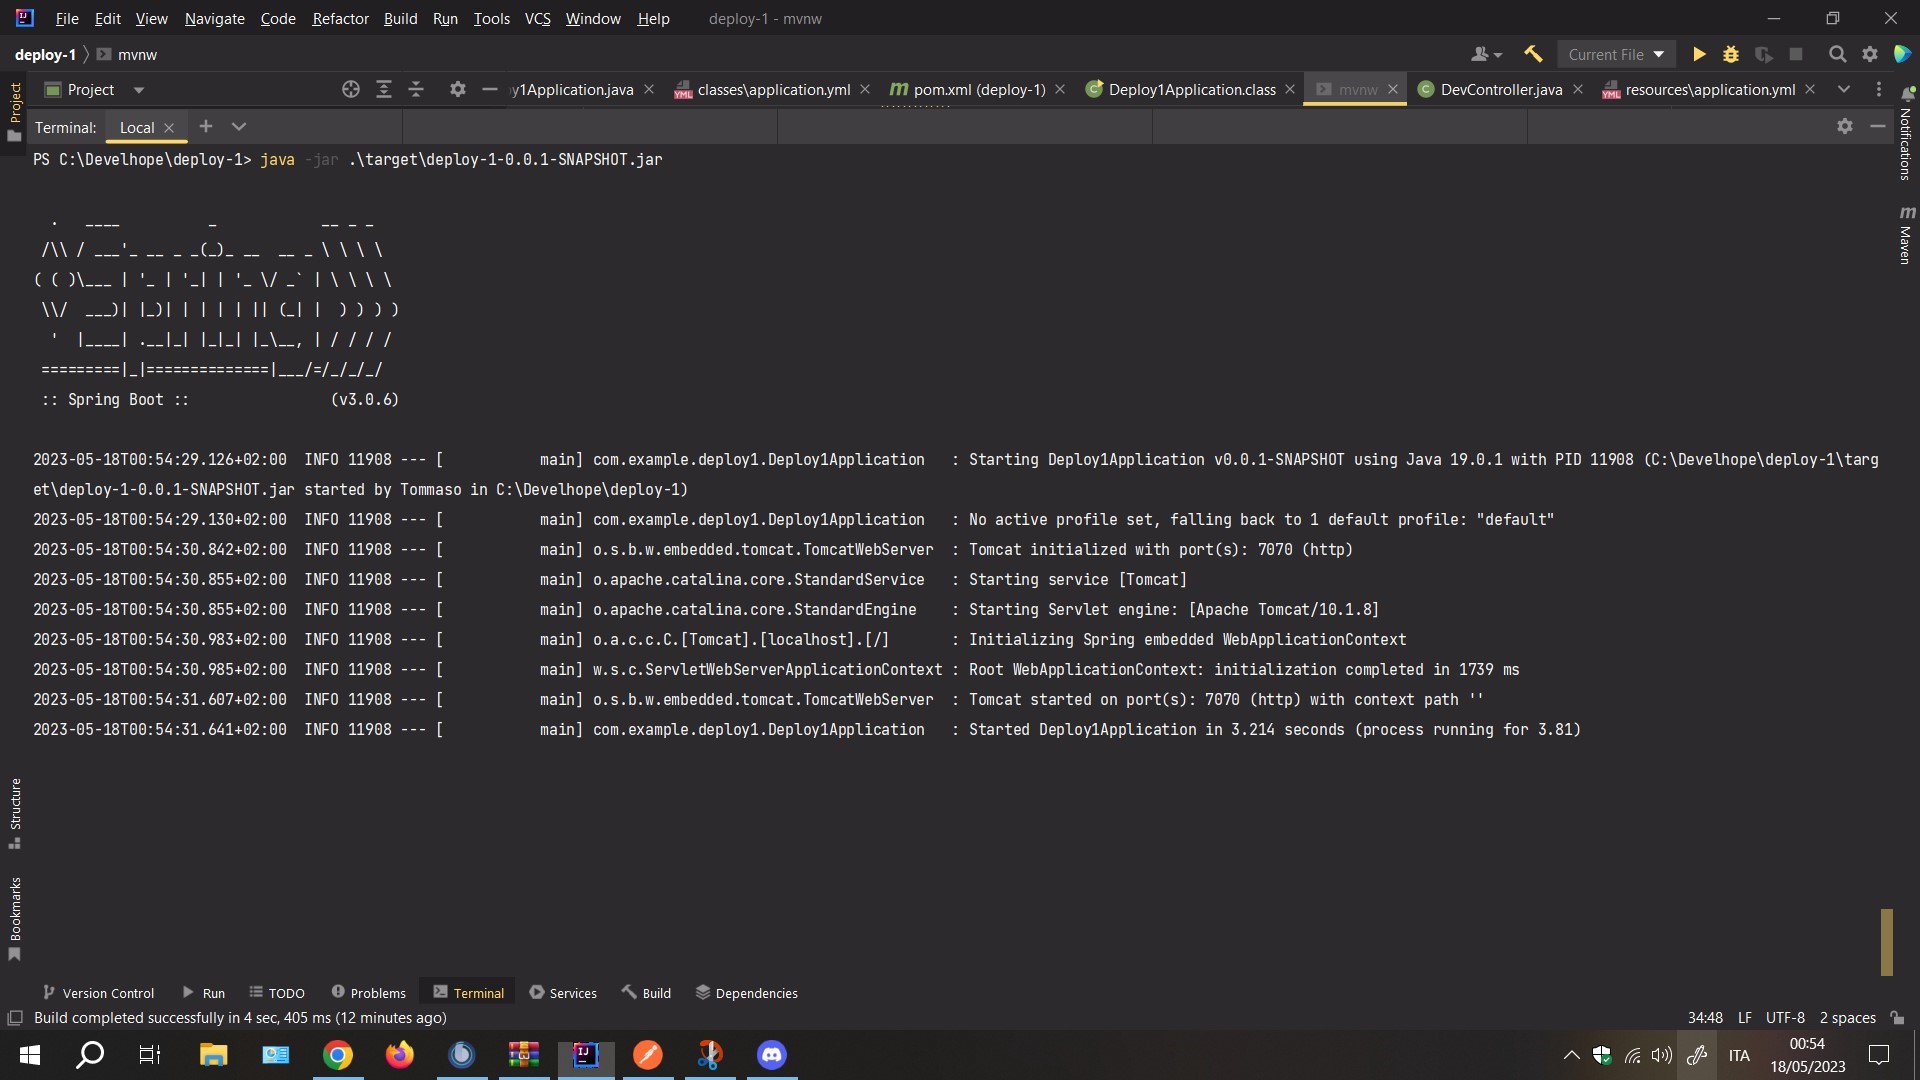 File Edit View Navigate Code Refactor Build Run Tools VCS Window Help deploy-1 - mvnw
deploy-1 mvnw Current File
Project y1Application.java classes\application.yml pom.xml (deploy-1) Deploy1Application.class mvnw DevController.java resources\application.yml
Project
Notifications
Maven
Terminal: Local
PS C:\Develhope\deploy-1> java -jar .\target\deploy-1-0.0.1-SNAPSHOT.jar
  .   ____          _            __ _ _
 /\\ / ___'_ __ _ _(_)_ __  __ _ \ \ \ \
( ( )\___ | '_ | '_| | '_ \/ _` | \ \ \ \
 \\/  ___)| |_)| | | | | || (_| |  ) ) ) )
  '  |____| .__|_| |_|_| |_\__, | / / / /
 =========|_|==============|___/=/_/_/_/
 :: Spring Boot ::                (v3.0.6)
2023-05-18T00:54:29.126+02:00  INFO 11908 --- [           main] com.example.deploy1.Deploy1Application   : Starting Deploy1Application v0.0.1-SNAPSHOT using Java 19.0.1 with PID 11908 (C:\Develhope\deploy-1\targ
et\deploy-1-0.0.1-SNAPSHOT.jar started by Tommaso in C:\Develhope\deploy-1)
2023-05-18T00:54:29.130+02:00  INFO 11908 --- [           main] com.example.deploy1.Deploy1Application   : No active profile set, falling back to 1 default profile: "default"
2023-05-18T00:54:30.842+02:00  INFO 11908 --- [           main] o.s.b.w.embedded.tomcat.TomcatWebServer  : Tomcat initialized with port(s): 7070 (http)
2023-05-18T00:54:30.855+02:00  INFO 11908 --- [           main] o.apache.catalina.core.StandardService   : Starting service [Tomcat]
2023-05-18T00:54:30.855+02:00  INFO 11908 --- [           main] o.apache.catalina.core.StandardEngine    : Starting Servlet engine: [Apache Tomcat/10.1.8]
2023-05-18T00:54:30.983+02:00  INFO 11908 --- [           main] o.a.c.c.C.[Tomcat].[localhost].[/]       : Initializing Spring embedded WebApplicationContext
2023-05-18T00:54:30.985+02:00  INFO 11908 --- [           main] w.s.c.ServletWebServerApplicationContext : Root WebApplicationContext: initialization completed in 1739 ms
2023-05-18T00:54:31.607+02:00  INFO 11908 --- [           main] o.s.b.w.embedded.tomcat.TomcatWebServer  : Tomcat started on port(s): 7070 (http) with context path ''
2023-05-18T00:54:31.641+02:00  INFO 11908 --- [           main] com.example.deploy1.Deploy1Application   : Started Deploy1Application in 3.214 seconds (process running for 3.81)
Structure
Bookmarks
Version Control Run TODO Problems Terminal Services Build Dependencies
Build completed successfully in 4 sec, 405 ms (12 minutes ago) 34:48 LF UTF-8 2 spaces
ITA 00:54
18/05/2023